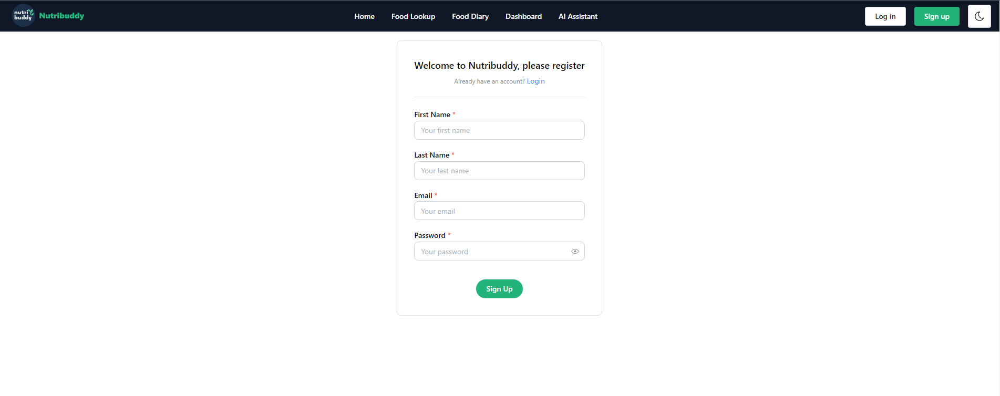 nutri
buddy
Nutribuddy
Home Food Lookup Food Diary Dashboard AI Assistant
Log in Sign up
Welcome to Nutribuddy, please register
Already have an account? Login
First Name *
Your first name
Last Name *
Your last name
Email *
Your email
Password *
Your password
Sign Up